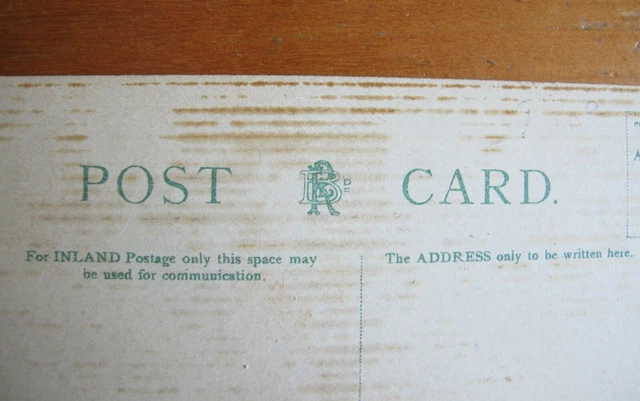 POST CARD.
For INLAND Postage only this space may
be used for communication.
The ADDRESS only to be written here.